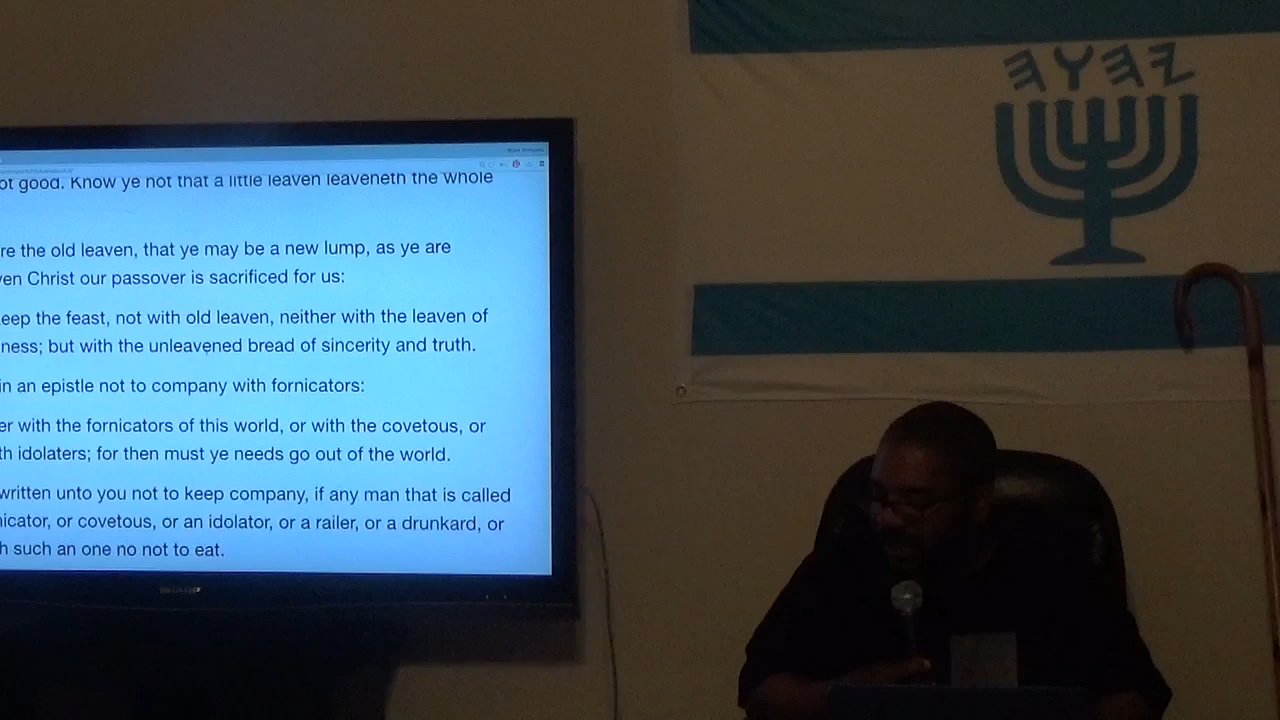 ot good. Know ye not that a little leaven leaveneth the whole
re the old leaven, that ye may be a new lump, as ye are
ven Christ our passover is sacrificed for us:
eep the feast, not with old leaven, neither with the leaven of
ness; but with the unleavened bread of sincerity and truth.
in an epistle not to company with fornicators:
er with the fornicators of this world, or with the covetous, or
th idolaters; for then must ye needs go out of the world.
written unto you not to keep company, if any man that is called
nicator, or covetous, or an idolator, or a railer, or a drunkard, or
h such an one no not to eat.
SHARP
𐤉𐤄𐤅𐤄